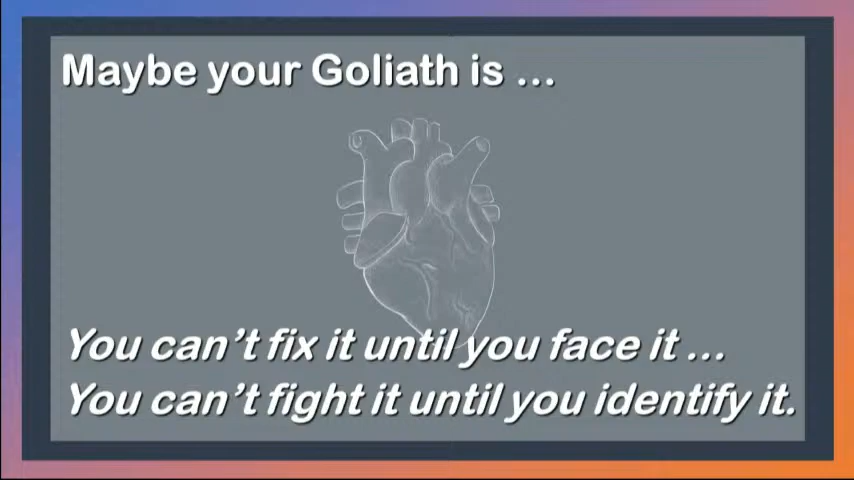 Maybe your Goliath is ...
You can't fix it until you face it ...
You can't fight it until you identify it.